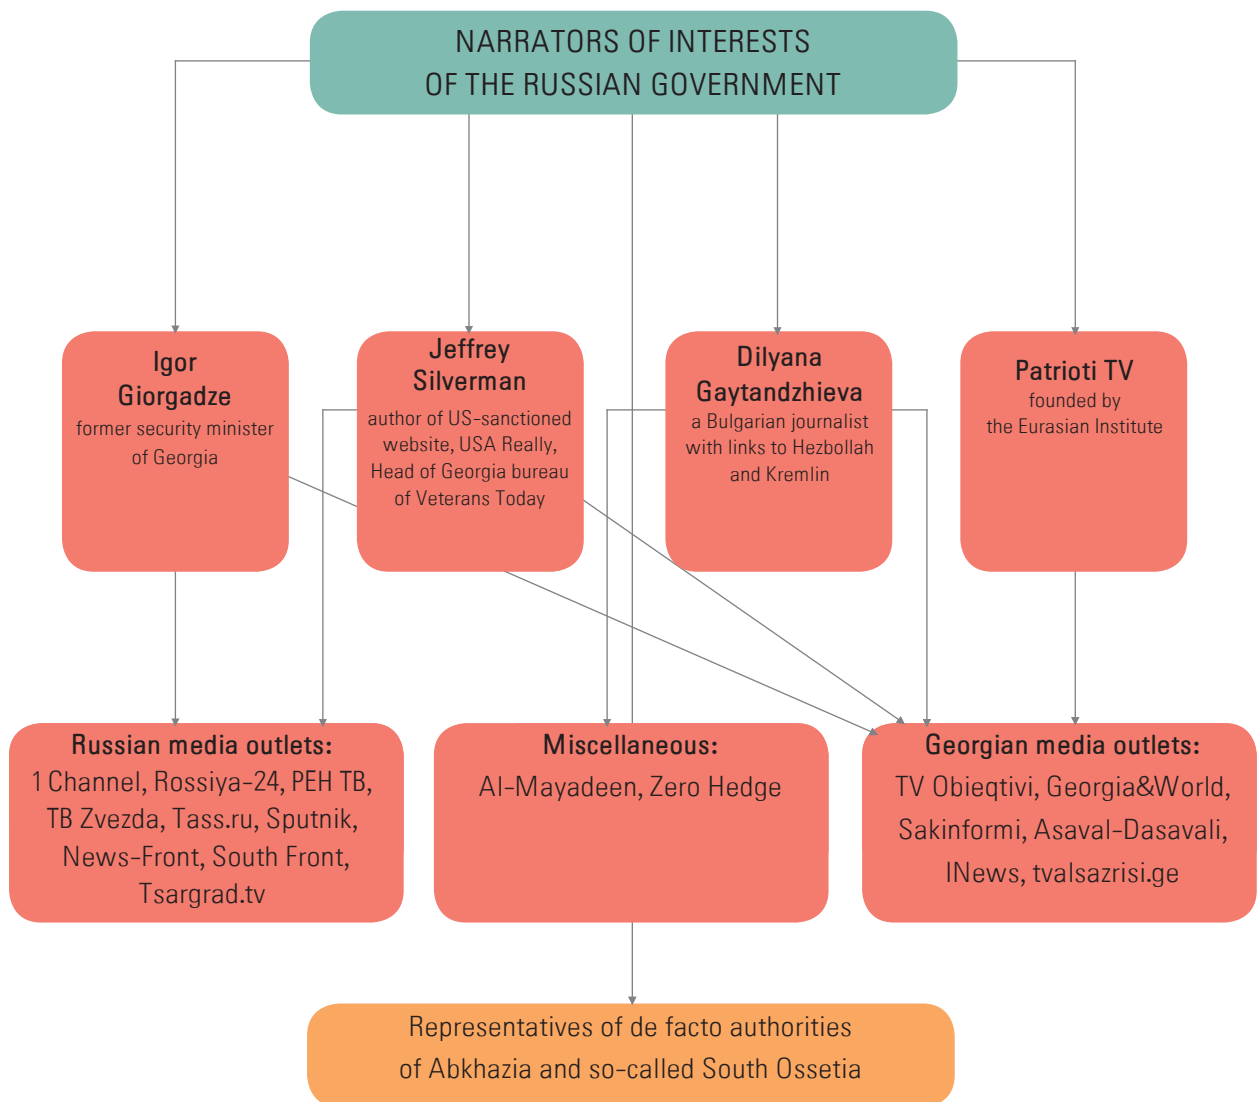 NARRATORS OF INTERESTS
OF THE RUSSIAN GOVERNMENT
Igor
Giorgadze
former security minister
of Georgia
Jeffrey
Silverman
author of US-sanctioned
website, USA Really,
Head of Georgia bureau
of Veterans Today
Dilyana
Gaytandzhieva
a Bulgarian journalist
with links to Hezbollah
and Kremlin
Patrioti TV
founded by
the Eurasian Institute
Russian media outlets:
1 Channel, Rossiya-24, PEH TB,
TB Zvezda, Tass.ru, Sputnik,
News-Front, South Front,
Tsargrad.tv
Miscellaneous:
Al-Mayadeen, Zero Hedge
Georgian media outlets:
TV Obieqtivi, Georgia&World,
Sakinformi, Asaval-Dasavali,
INews, tvalsazrisi.ge
Representatives of de facto authorities
of Abkhazia and so-called South Ossetia